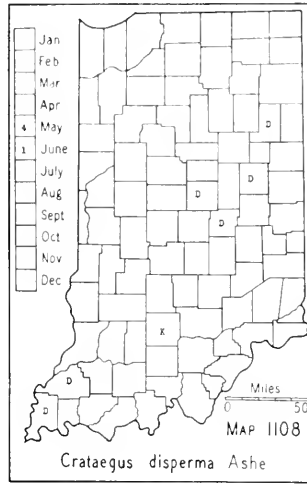 Jan
Feb
Mar
Apr
4 May
1 June
July
Aug
Sept
Oct
Nov
Dec
D
D
D
D
K
D
D
Miles
0 50
MAP 1108
Crataegus disperma Ashe